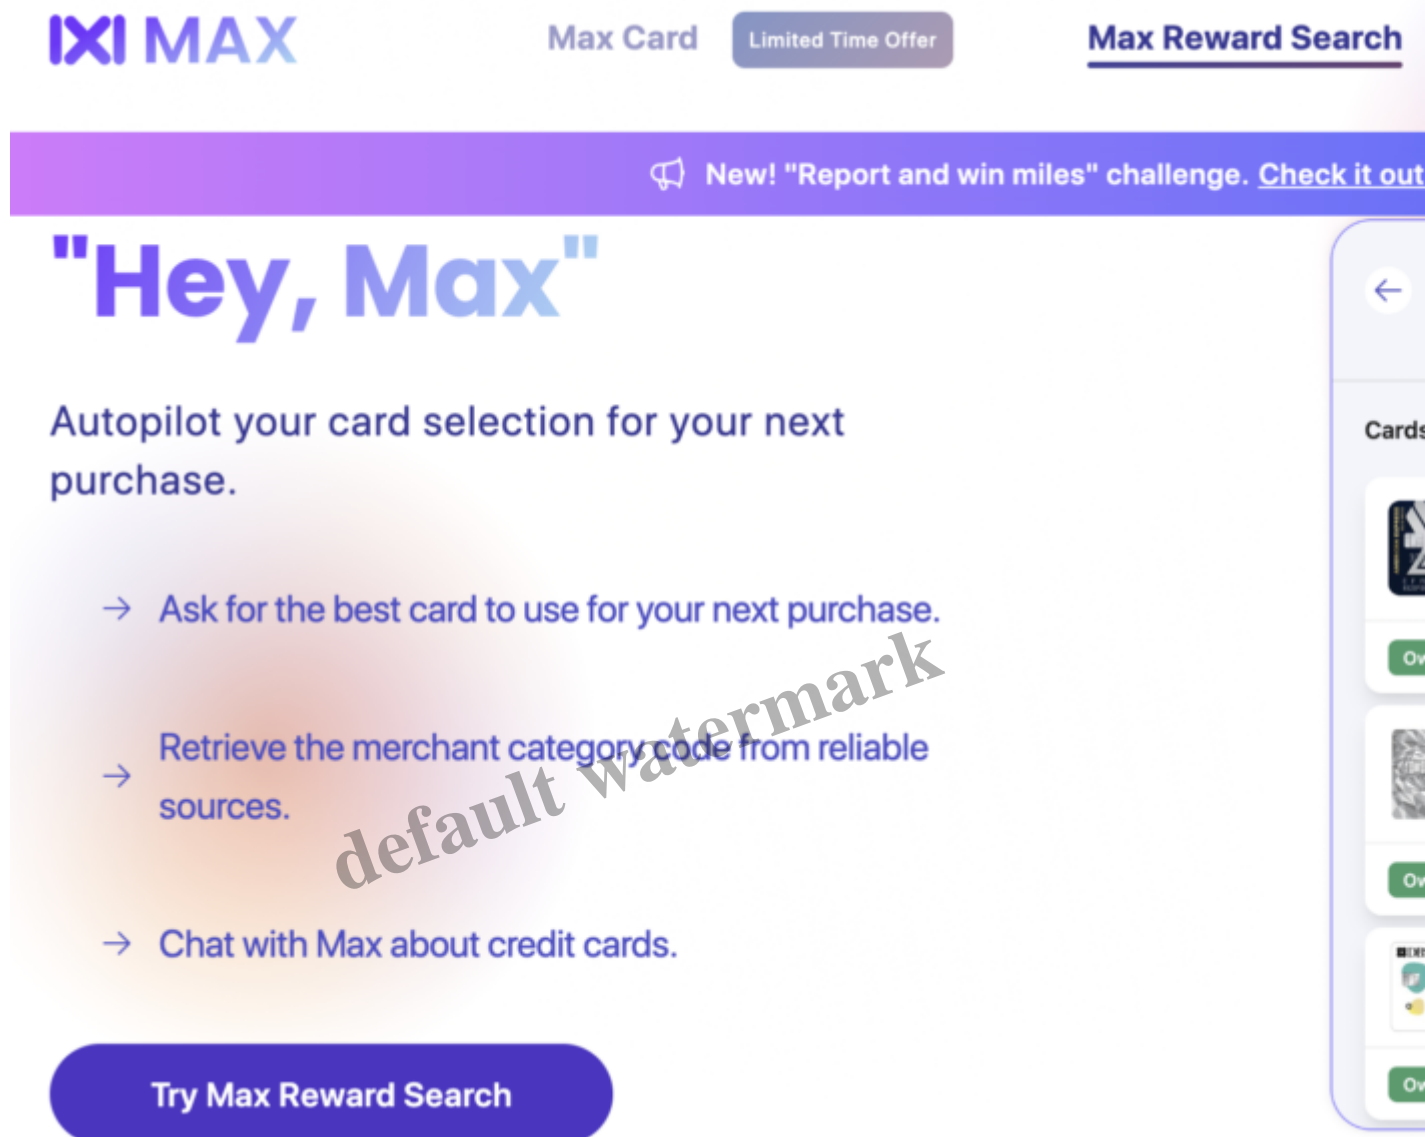 MAX
Max Card
Limited Time Offer
Max Reward Search
New! "Report and win miles" challenge. Check it out
"Hey, Max"
Autopilot your card selection for your next
purchase.
→ Ask for the best card to use for your next purchase.
→ Retrieve the merchant category code from reliable
sources.
→ Chat with Max about credit cards.
Try Max Reward Search
default watermark
Cards